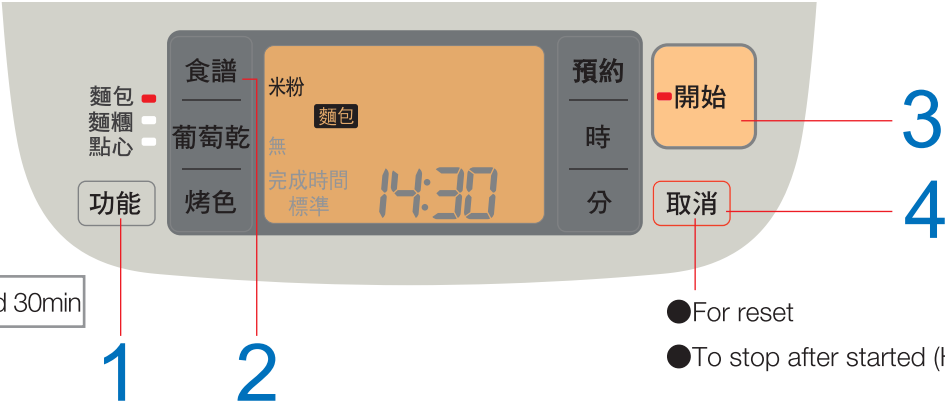 食譜
葡萄乾
烤色
麵包
麵糰
點心
功能
米粉
麵包
無
完成時間
標準
14:30
預約
時
分
開始
取消
3
4
d 30min
1
2
●For reset
●To stop after started (H